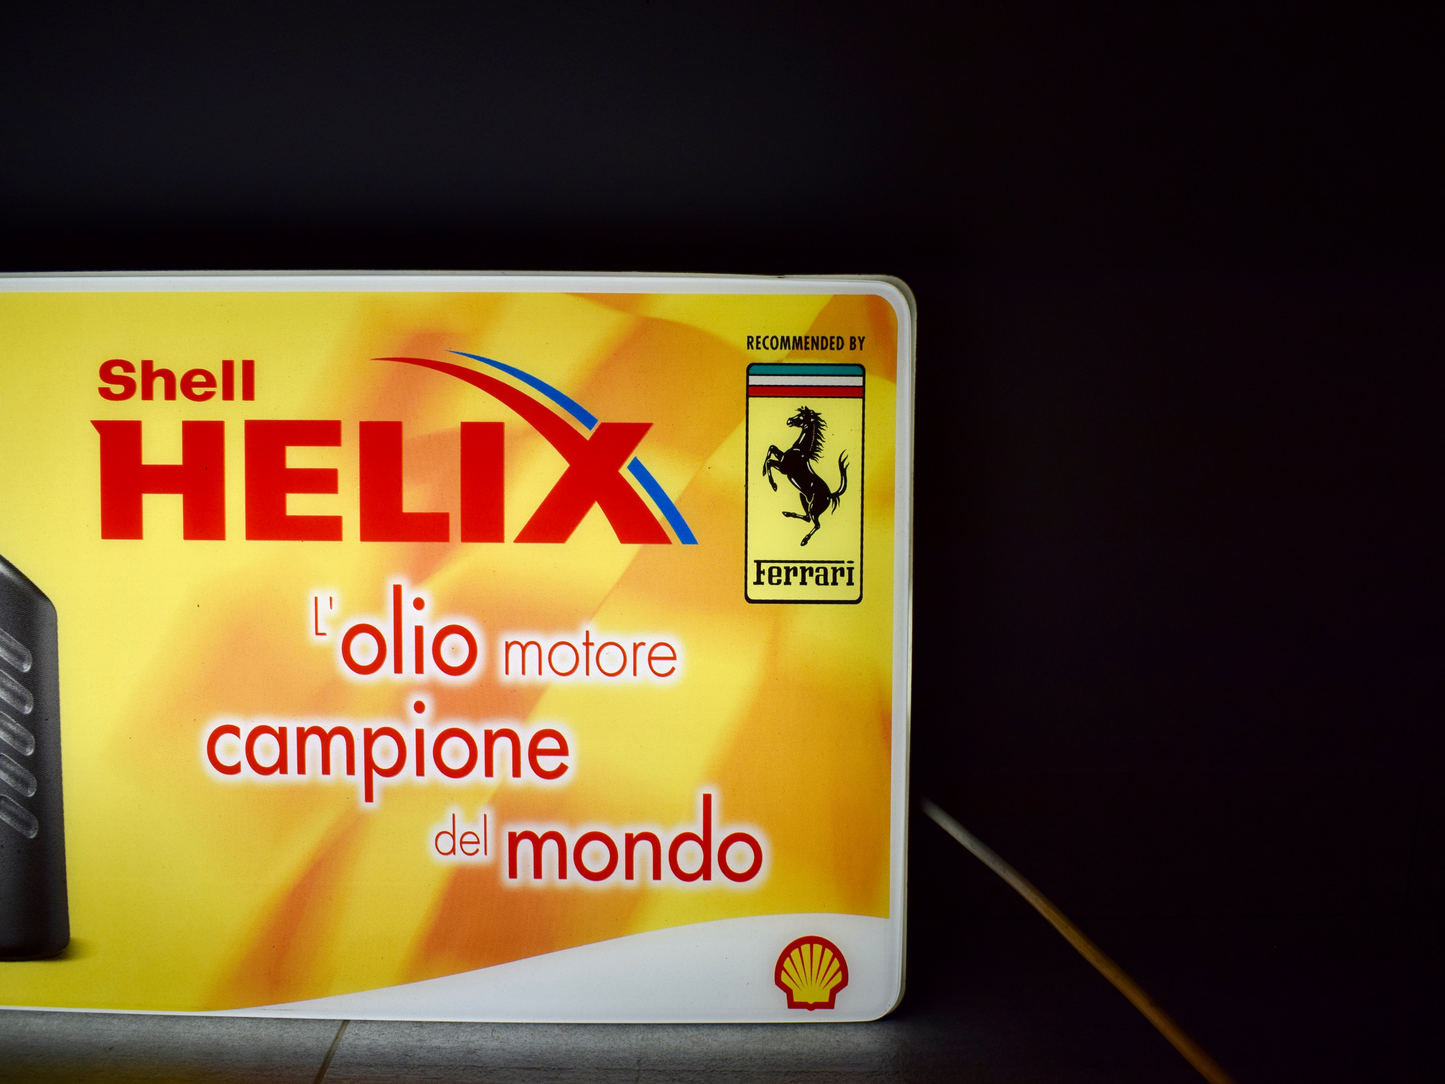 Shell
HELIX
RECOMMENDED BY
Ferrari
L'olio motore
campione
del mondo